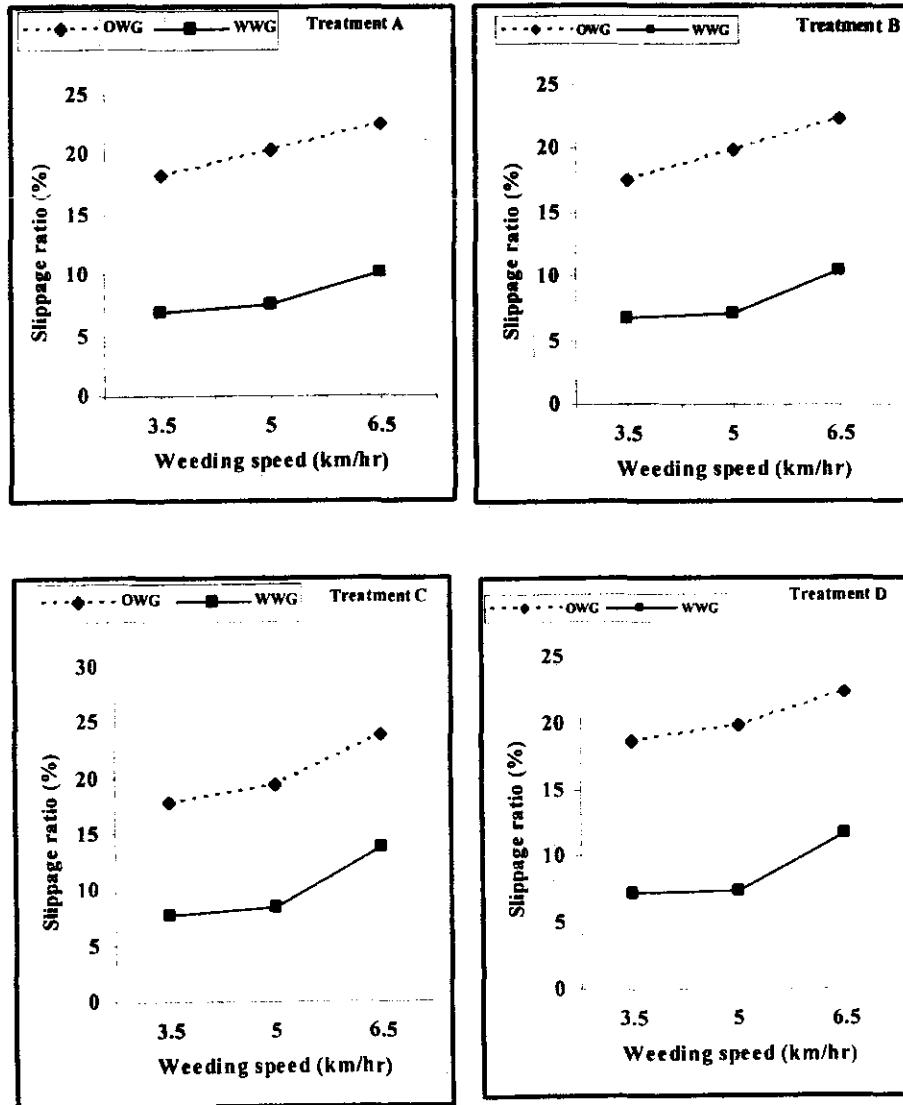 OWG WWG Treatment A
25
20
15
10
5
0
Slippage ratio (%)
3.5 5 6.5
Weeding speed (km/hr)
OWG WWG Treatment B
25
20
15
10
5
0
Slippage ratio (%)
3.5 5 6.5
Weeding speed (km/hr)
OWG WWG Treatment C
30
25
20
15
10
5
0
Slippage ratio (%)
3.5 5 6.5
Weeding speed (km/hr)
OWG WWG Treatment D
25
20
15
10
5
0
Slippage ratio (%)
3.5 5 6.5
Weeding speed (km/hr)